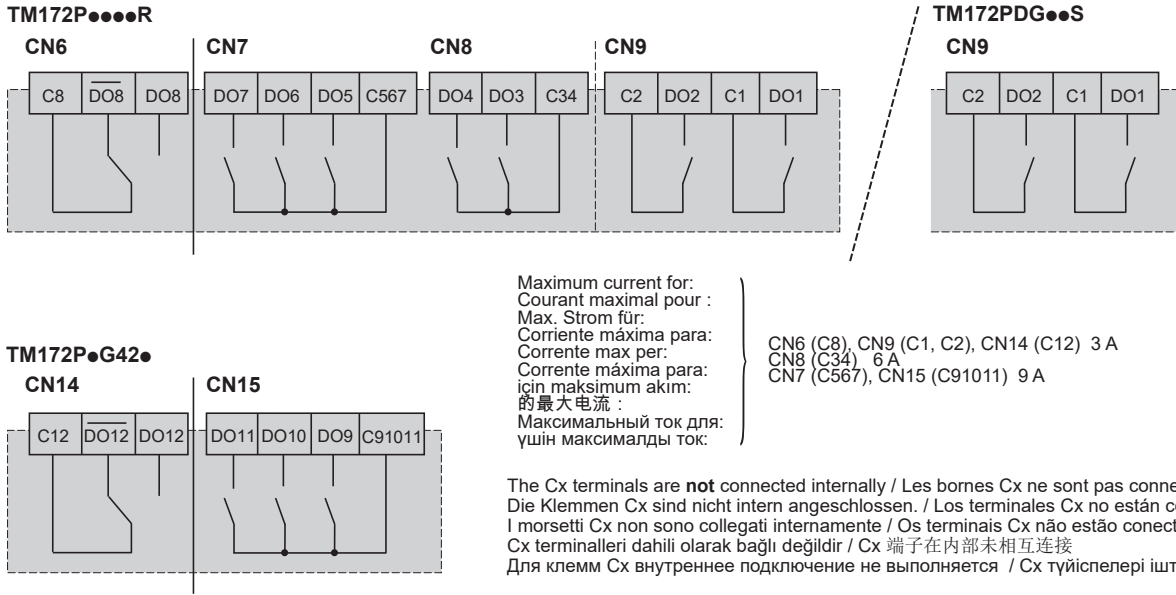 TM172P●●●●R
TM172PDG●●S
CN6 CN7 CN8 CN9
CN9
C8 D̅O̅8̅ DO8 DO7 DO6 DO5 C567 DO4 DO3 C34 C2 DO2 C1 DO1
C2 DO2 C1 DO1
Maximum current for:
Courant maximal pour :
Max. Strom für:
Corriente máxima para:
Corrente max per:
Corrente máxima para:
için maksimum akım:
的最大电流：
Максимальный ток для:
үшін максималды ток:
CN6 (C8), CN9 (C1, C2), CN14 (C12) 3 A
CN8 (C34) 6 A
CN7 (C567), CN15 (C91011) 9 A
TM172P●G42●
CN14 CN15
C12 D̅O̅1̅2̅ DO12 DO11 DO10 DO9 C91011
The Cx terminals are not connected internally / Les bornes Cx ne sont pas conne
Die Klemmen Cx sind nicht intern angeschlossen. / Los terminales Cx no están c
I morsetti Cx non sono collegati internamente / Os terminais Cx não estão conect
Cx terminalleri dahili olarak bağlı değildir / Cx 端子在内部未相互连接
Для клемм Cx внутреннее подключение не выполняется / Cx түйіспелері ішт